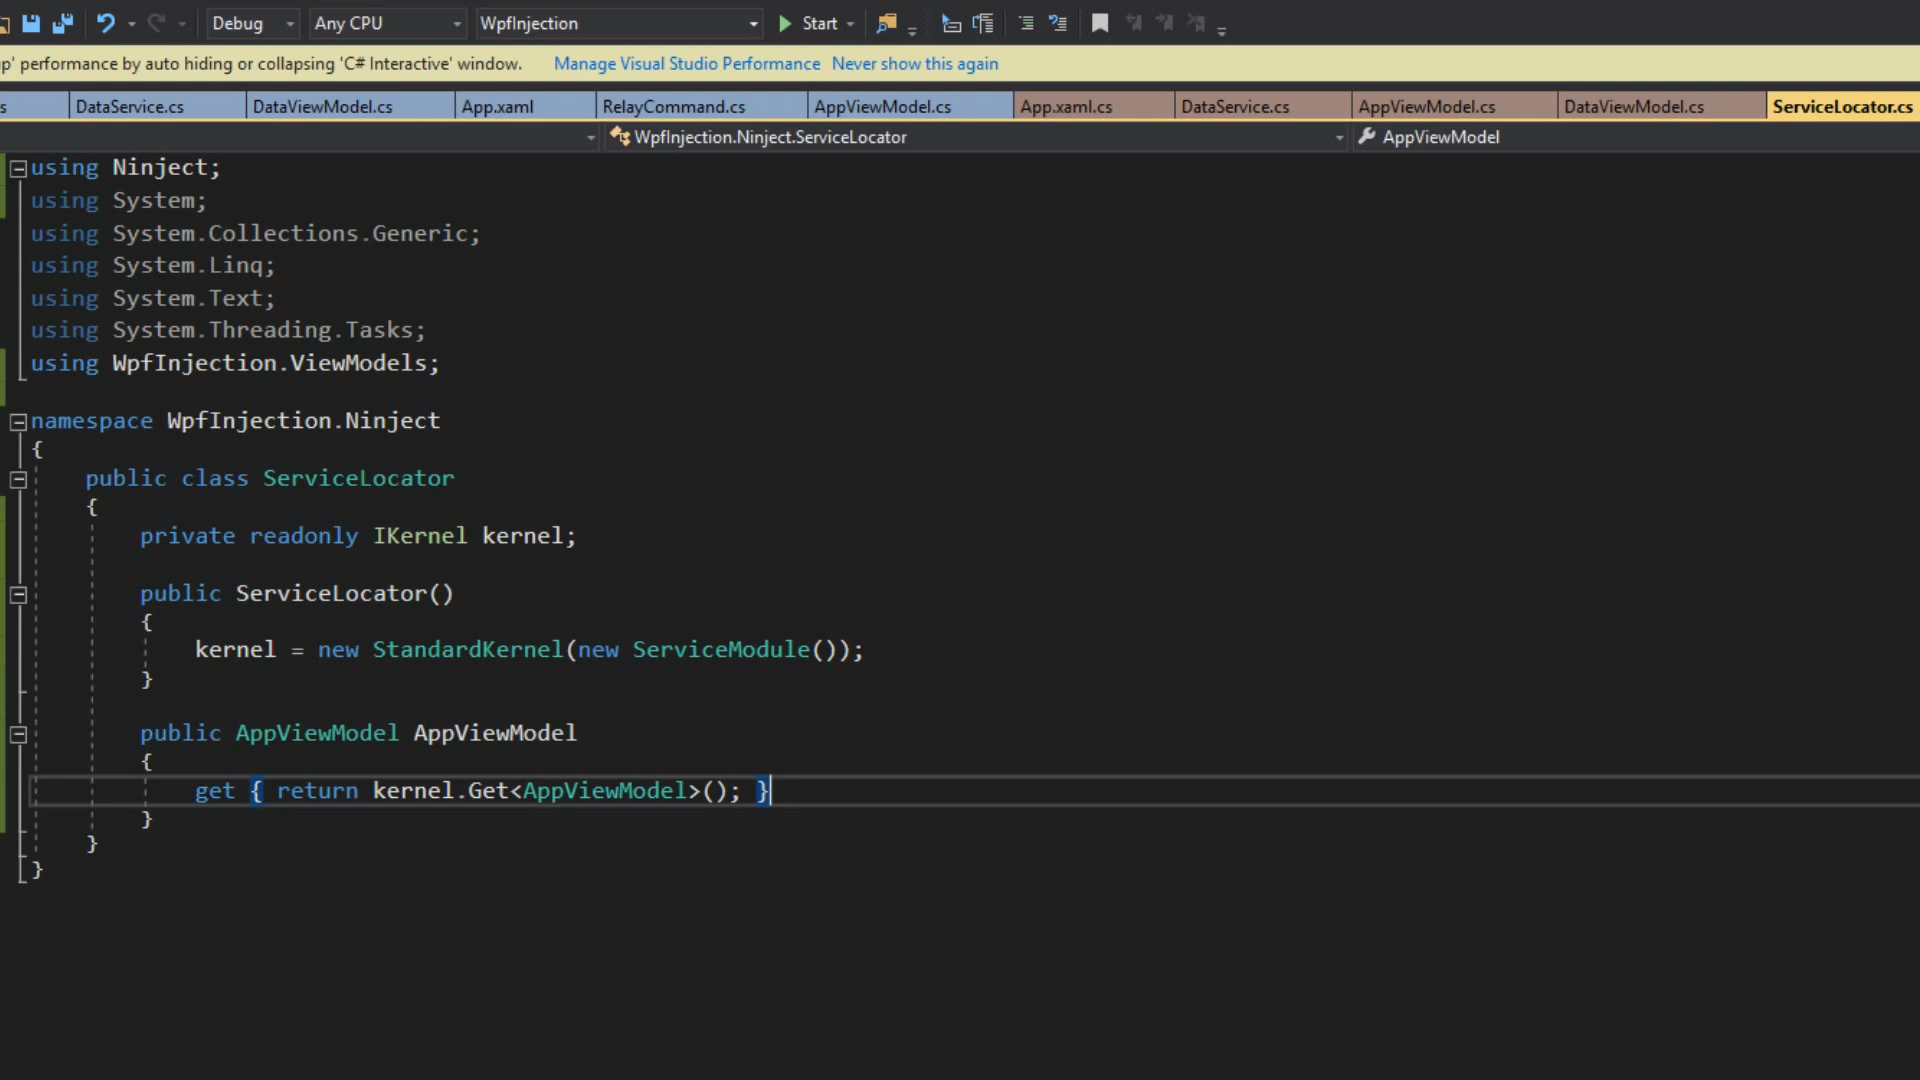 Debug
Any CPU
WpfInjection
Start
p' performance by auto hiding or collapsing 'C# Interactive' window. Manage Visual Studio Performance Never show this again
s DataService.cs DataViewModel.cs App.xaml RelayCommand.cs AppViewModel.cs App.xaml.cs DataService.cs AppViewModel.cs DataViewModel.cs ServiceLocator.cs
WpfInjection.Ninject.ServiceLocator AppViewModel
using Ninject;
using System;
using System.Collections.Generic;
using System.Linq;
using System.Text;
using System.Threading.Tasks;
using WpfInjection.ViewModels;
namespace WpfInjection.Ninject
{
public class ServiceLocator
{
private readonly IKernel kernel;
public ServiceLocator()
{
kernel = new StandardKernel(new ServiceModule());
}
public AppViewModel AppViewModel
{
get { return kernel.Get<AppViewModel>(); }
}
}
}